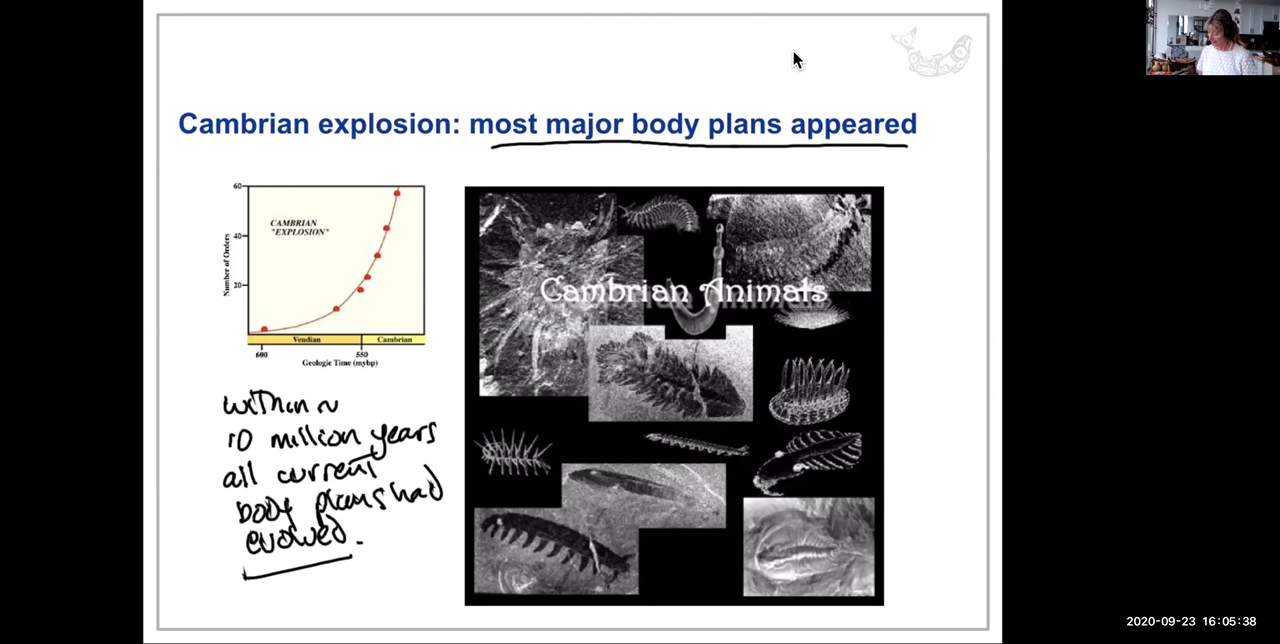 Cambrian explosion: most major body plans appeared
60
40
20
Number of Orders
CAMBRIAN
"EXPLOSION"
Vendian
Cambrian
600
550
Geologic Time (mybp)
Cambrian Animals
within ~
10 million years
all current
body plans had
evolved.
2020-09-23 16:05:38